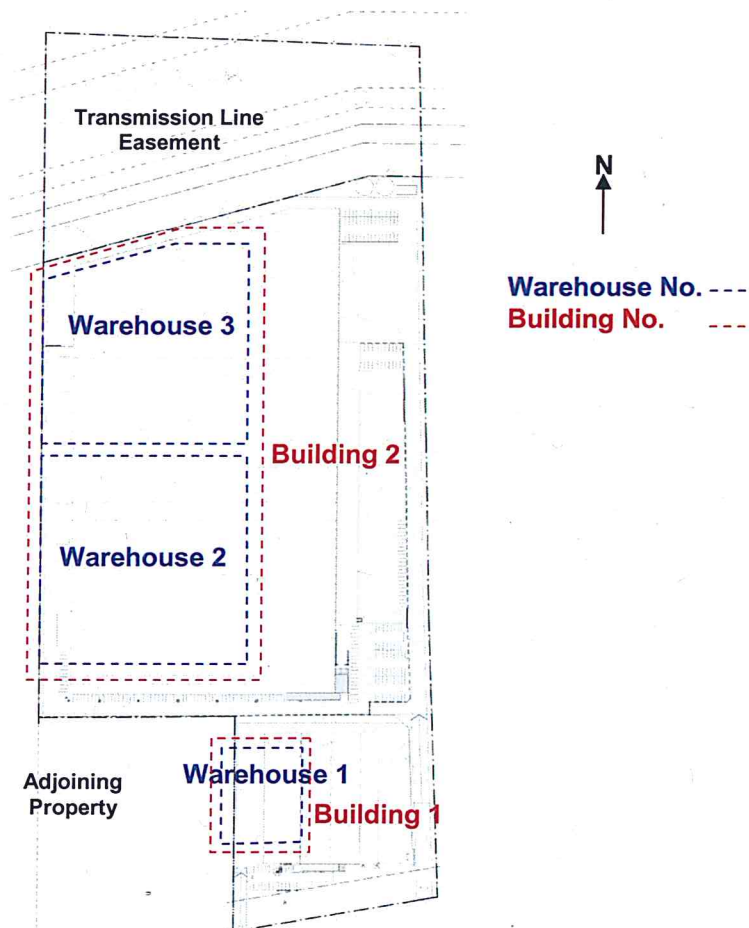 Transmission Line
Easement
N
Warehouse No.
Building No.
Warehouse 3
Building 2
Warehouse 2
Warehouse 1
Adjoining
Property
Building 1